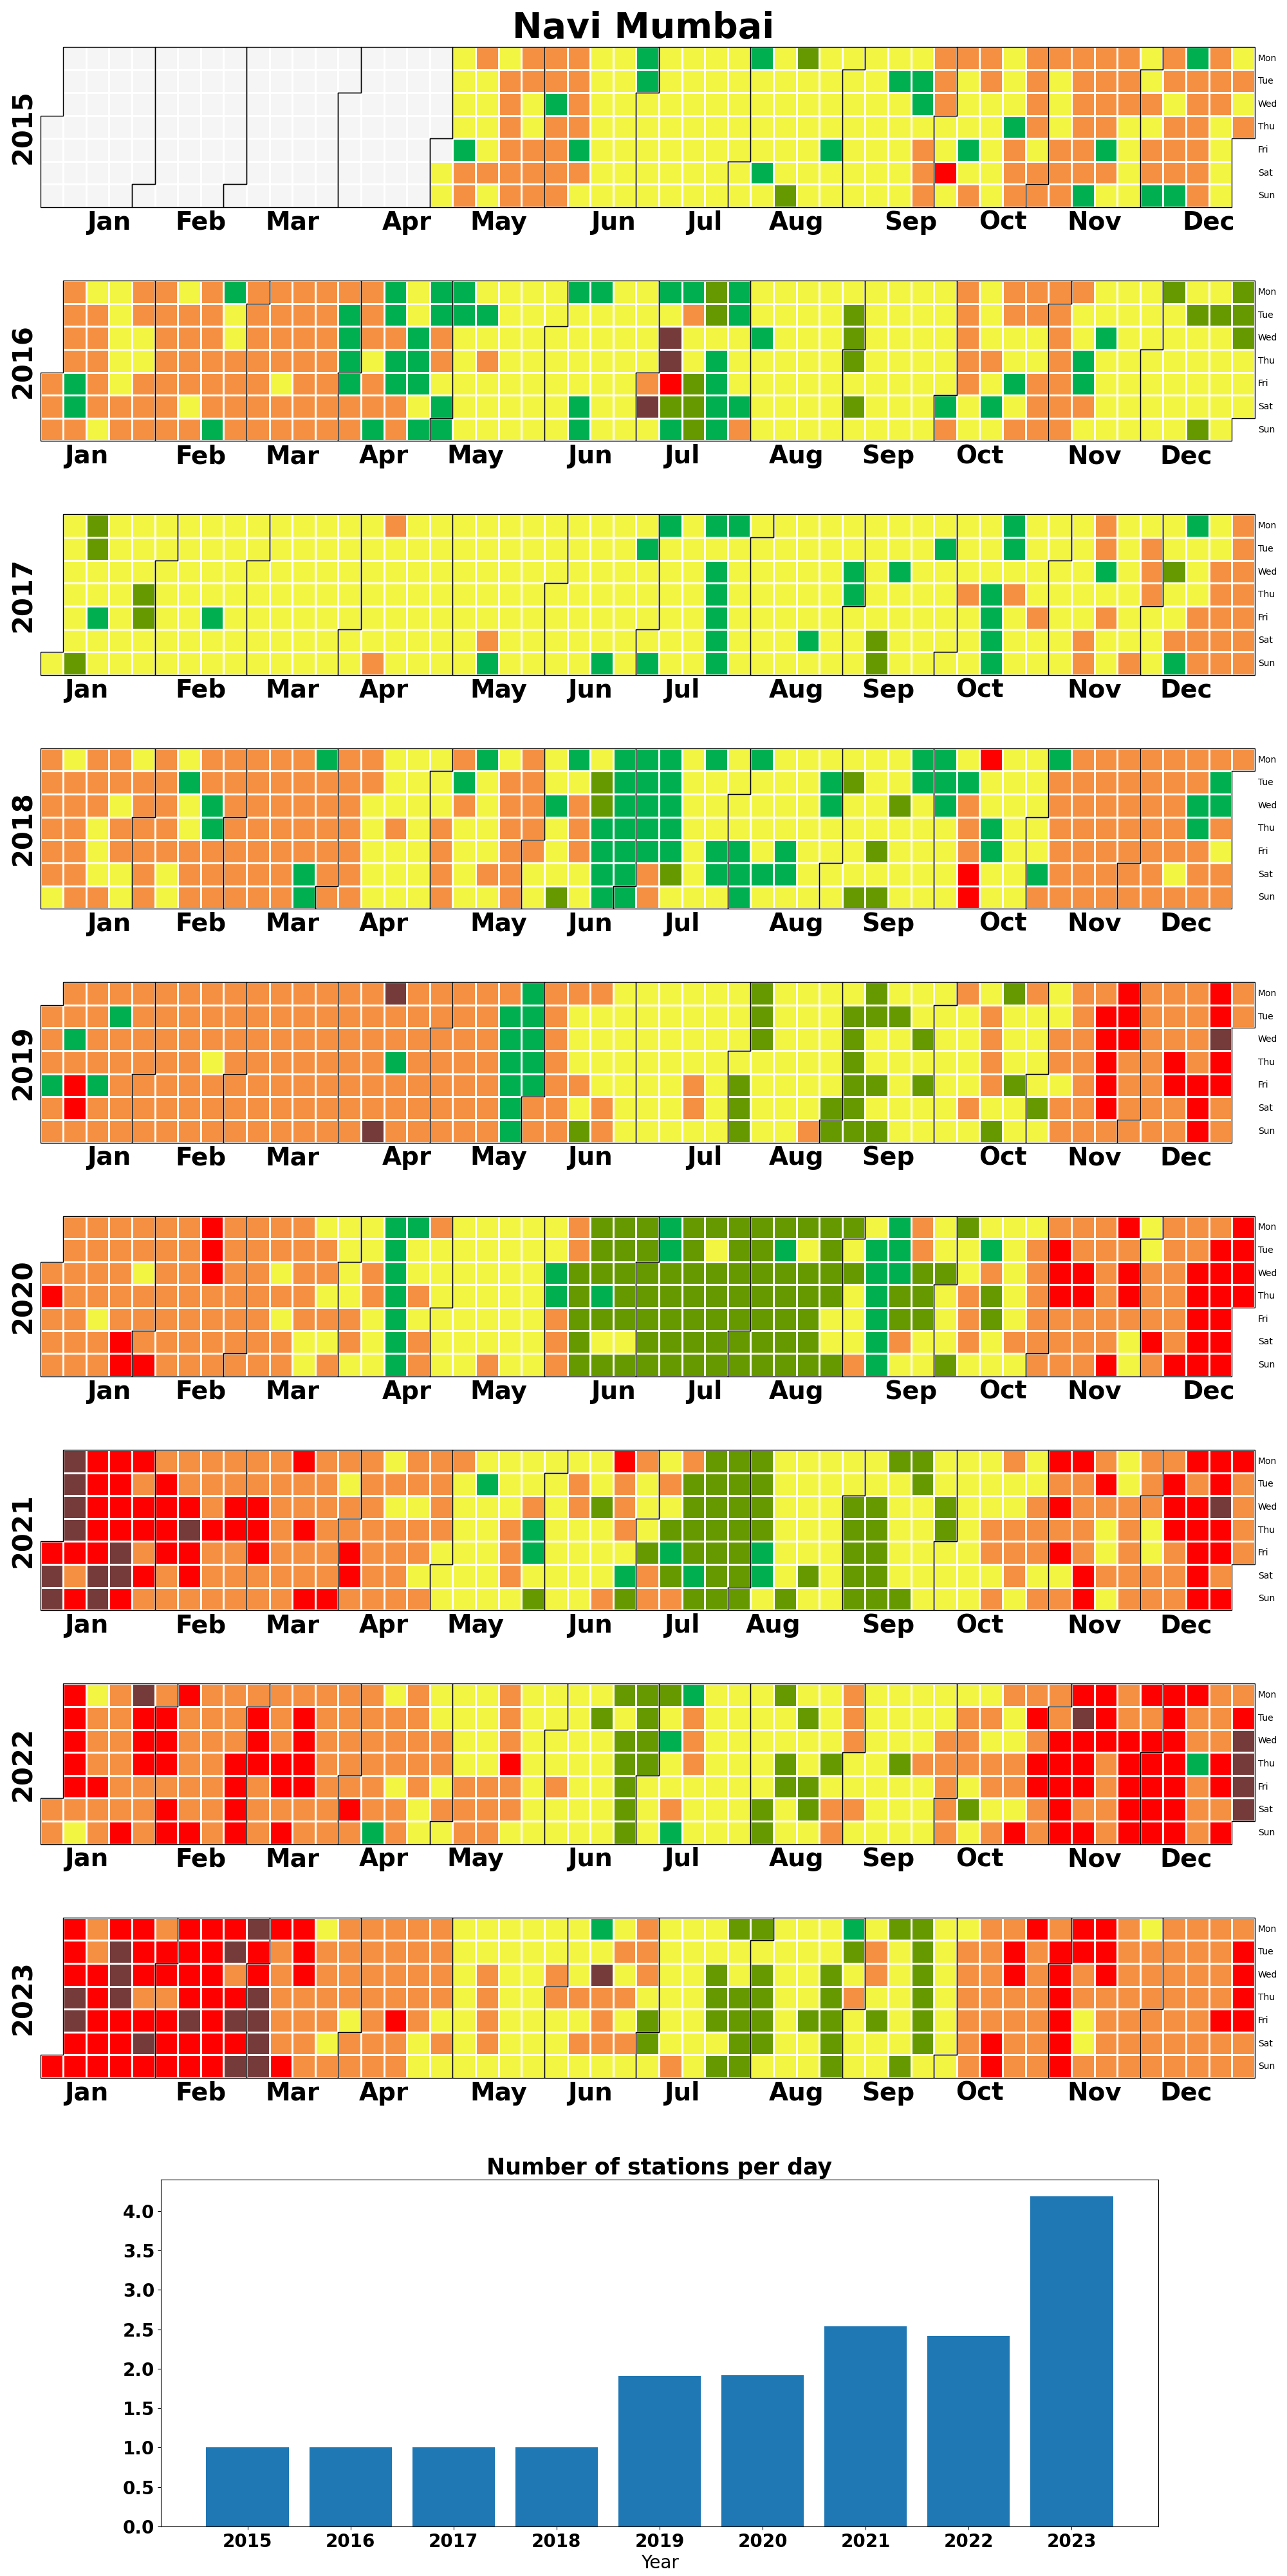 Navi Mumbai
2015
Mon
Tue
Wed
Thu
Fri
Sat
Sun
Jan Feb Mar Apr May Jun Jul Aug Sep Oct Nov Dec
2016
Mon
Tue
Wed
Thu
Fri
Sat
Sun
Jan Feb Mar Apr May Jun Jul Aug Sep Oct Nov Dec
2017
Mon
Tue
Wed
Thu
Fri
Sat
Sun
Jan Feb Mar Apr May Jun Jul Aug Sep Oct Nov Dec
2018
Mon
Tue
Wed
Thu
Fri
Sat
Sun
Jan Feb Mar Apr May Jun Jul Aug Sep Oct Nov Dec
2019
Mon
Tue
Wed
Thu
Fri
Sat
Sun
Jan Feb Mar Apr May Jun Jul Aug Sep Oct Nov Dec
2020
Mon
Tue
Wed
Thu
Fri
Sat
Sun
Jan Feb Mar Apr May Jun Jul Aug Sep Oct Nov Dec
2021
Mon
Tue
Wed
Thu
Fri
Sat
Sun
Jan Feb Mar Apr May Jun Jul Aug Sep Oct Nov Dec
2022
Mon
Tue
Wed
Thu
Fri
Sat
Sun
Jan Feb Mar Apr May Jun Jul Aug Sep Oct Nov Dec
2023
Mon
Tue
Wed
Thu
Fri
Sat
Sun
Jan Feb Mar Apr May Jun Jul Aug Sep Oct Nov Dec
Number of stations per day
4.0
3.5
3.0
2.5
2.0
1.5
1.0
0.5
0.0
2015 2016 2017 2018 2019 2020 2021 2022 2023
Year